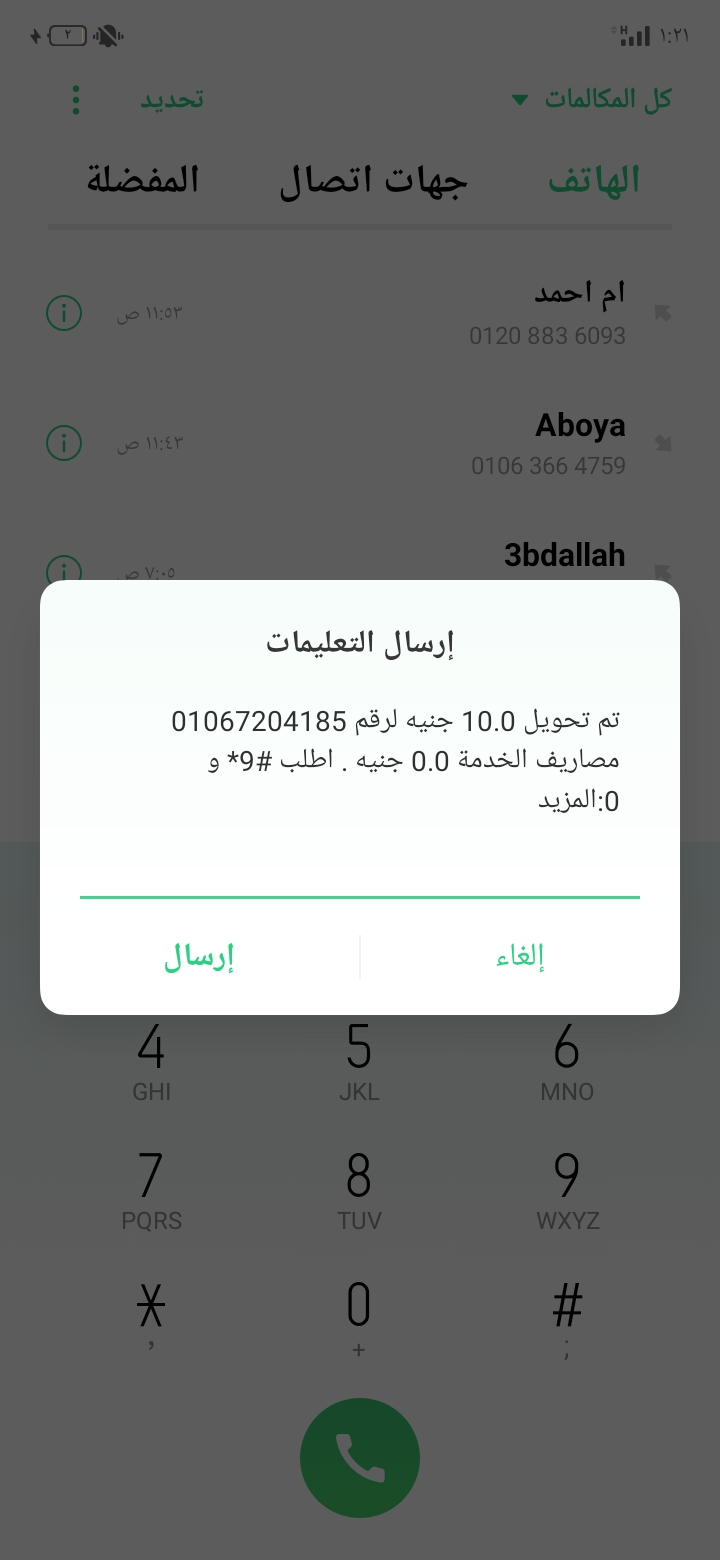 ١:٢١
٢
H
كل المكالمات
تحديد
الهاتف
جهات اتصال
المفضلة
ام احمد
0120 883 6093
١١:٥٣ ص
Aboya
0106 366 4759
١١:٤٣ ص
3bdallah
٧:٠٥ ص
إرسال التعليمات
تم تحويل 10.0 جنيه لرقم 01067204185
مصاريف الخدمة 0.0 جنيه . اطلب #9* و
0:المزيد
إلغاء
إرسال
4
5
6
GHI
JKL
MNO
7
8
9
PQRS
TUV
WXYZ
*
0
#
,
+
;